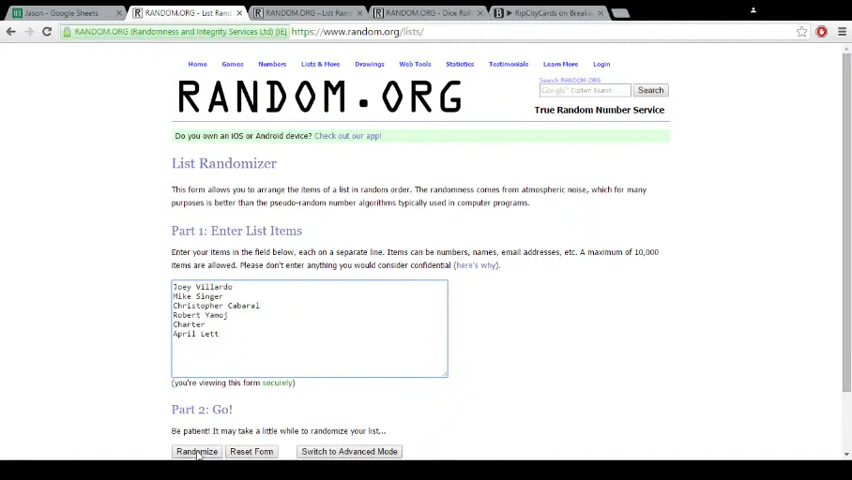 Jason - Google Sheets
RANDOM.ORG - List Rand
RANDOM.ORG - List Rand
RANDOM.ORG - Dice Rolle
RipCityCards on Breake
RANDOM.ORG (Randomness and Integrity Services Ltd) [IE]
https://www.random.org/lists/
Home Games Numbers Lists & More Drawings Web Tools Statistics Testimonials Learn More Login
RANDOM.ORG
Search RANDOM.ORG
Google Custom Search
Search
True Random Number Service
Do you own an iOS or Android device? Check out our app!
List Randomizer
This form allows you to arrange the items of a list in random order. The randomness comes from atmospheric noise, which for many
purposes is better than the pseudo-random number algorithms typically used in computer programs.
Part 1: Enter List Items
Enter your items in the field below, each on a separate line. Items can be numbers, names, email addresses, etc. A maximum of 10,000
items are allowed. Please don't enter anything you would consider confidential (here's why).
Joey Villardo
Mike Singer
Christopher Cabaral
Robert Yamoj
Charter
April Lett
(you're viewing this form securely)
Part 2: Go!
Be patient! It may take a little while to randomize your list...
Randomize Reset Form Switch to Advanced Mode